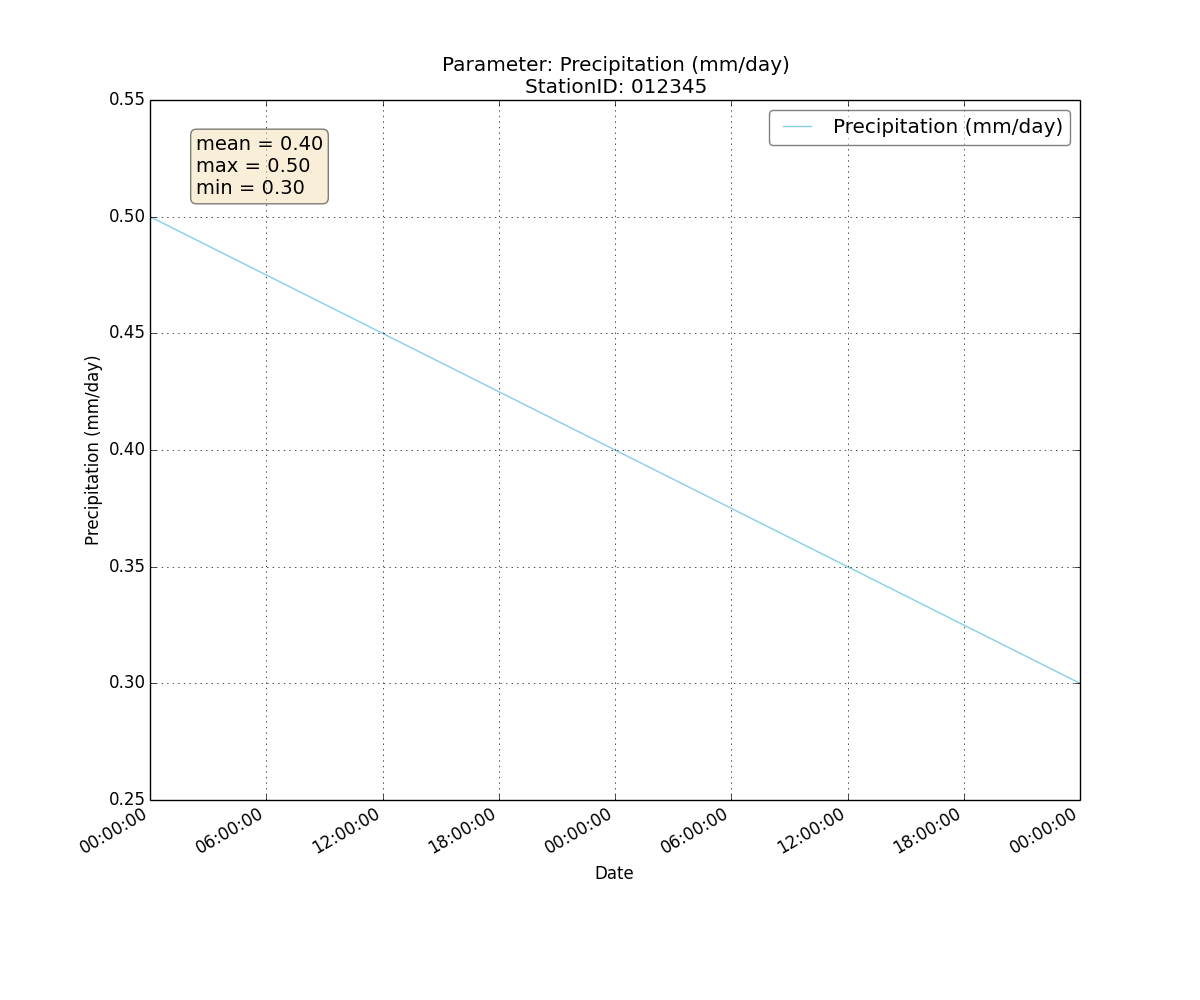 Parameter: Precipitation (mm/day)
StationID: 012345
mean = 0.40
max = 0.50
min = 0.30
Precipitation (mm/day)
0.55
0.50
0.45
0.40
0.35
0.30
0.25
Precipitation (mm/day)
00:00:00 06:00:00 12:00:00 18:00:00 00:00:00 06:00:00 12:00:00 18:00:00 00:00:00
Date